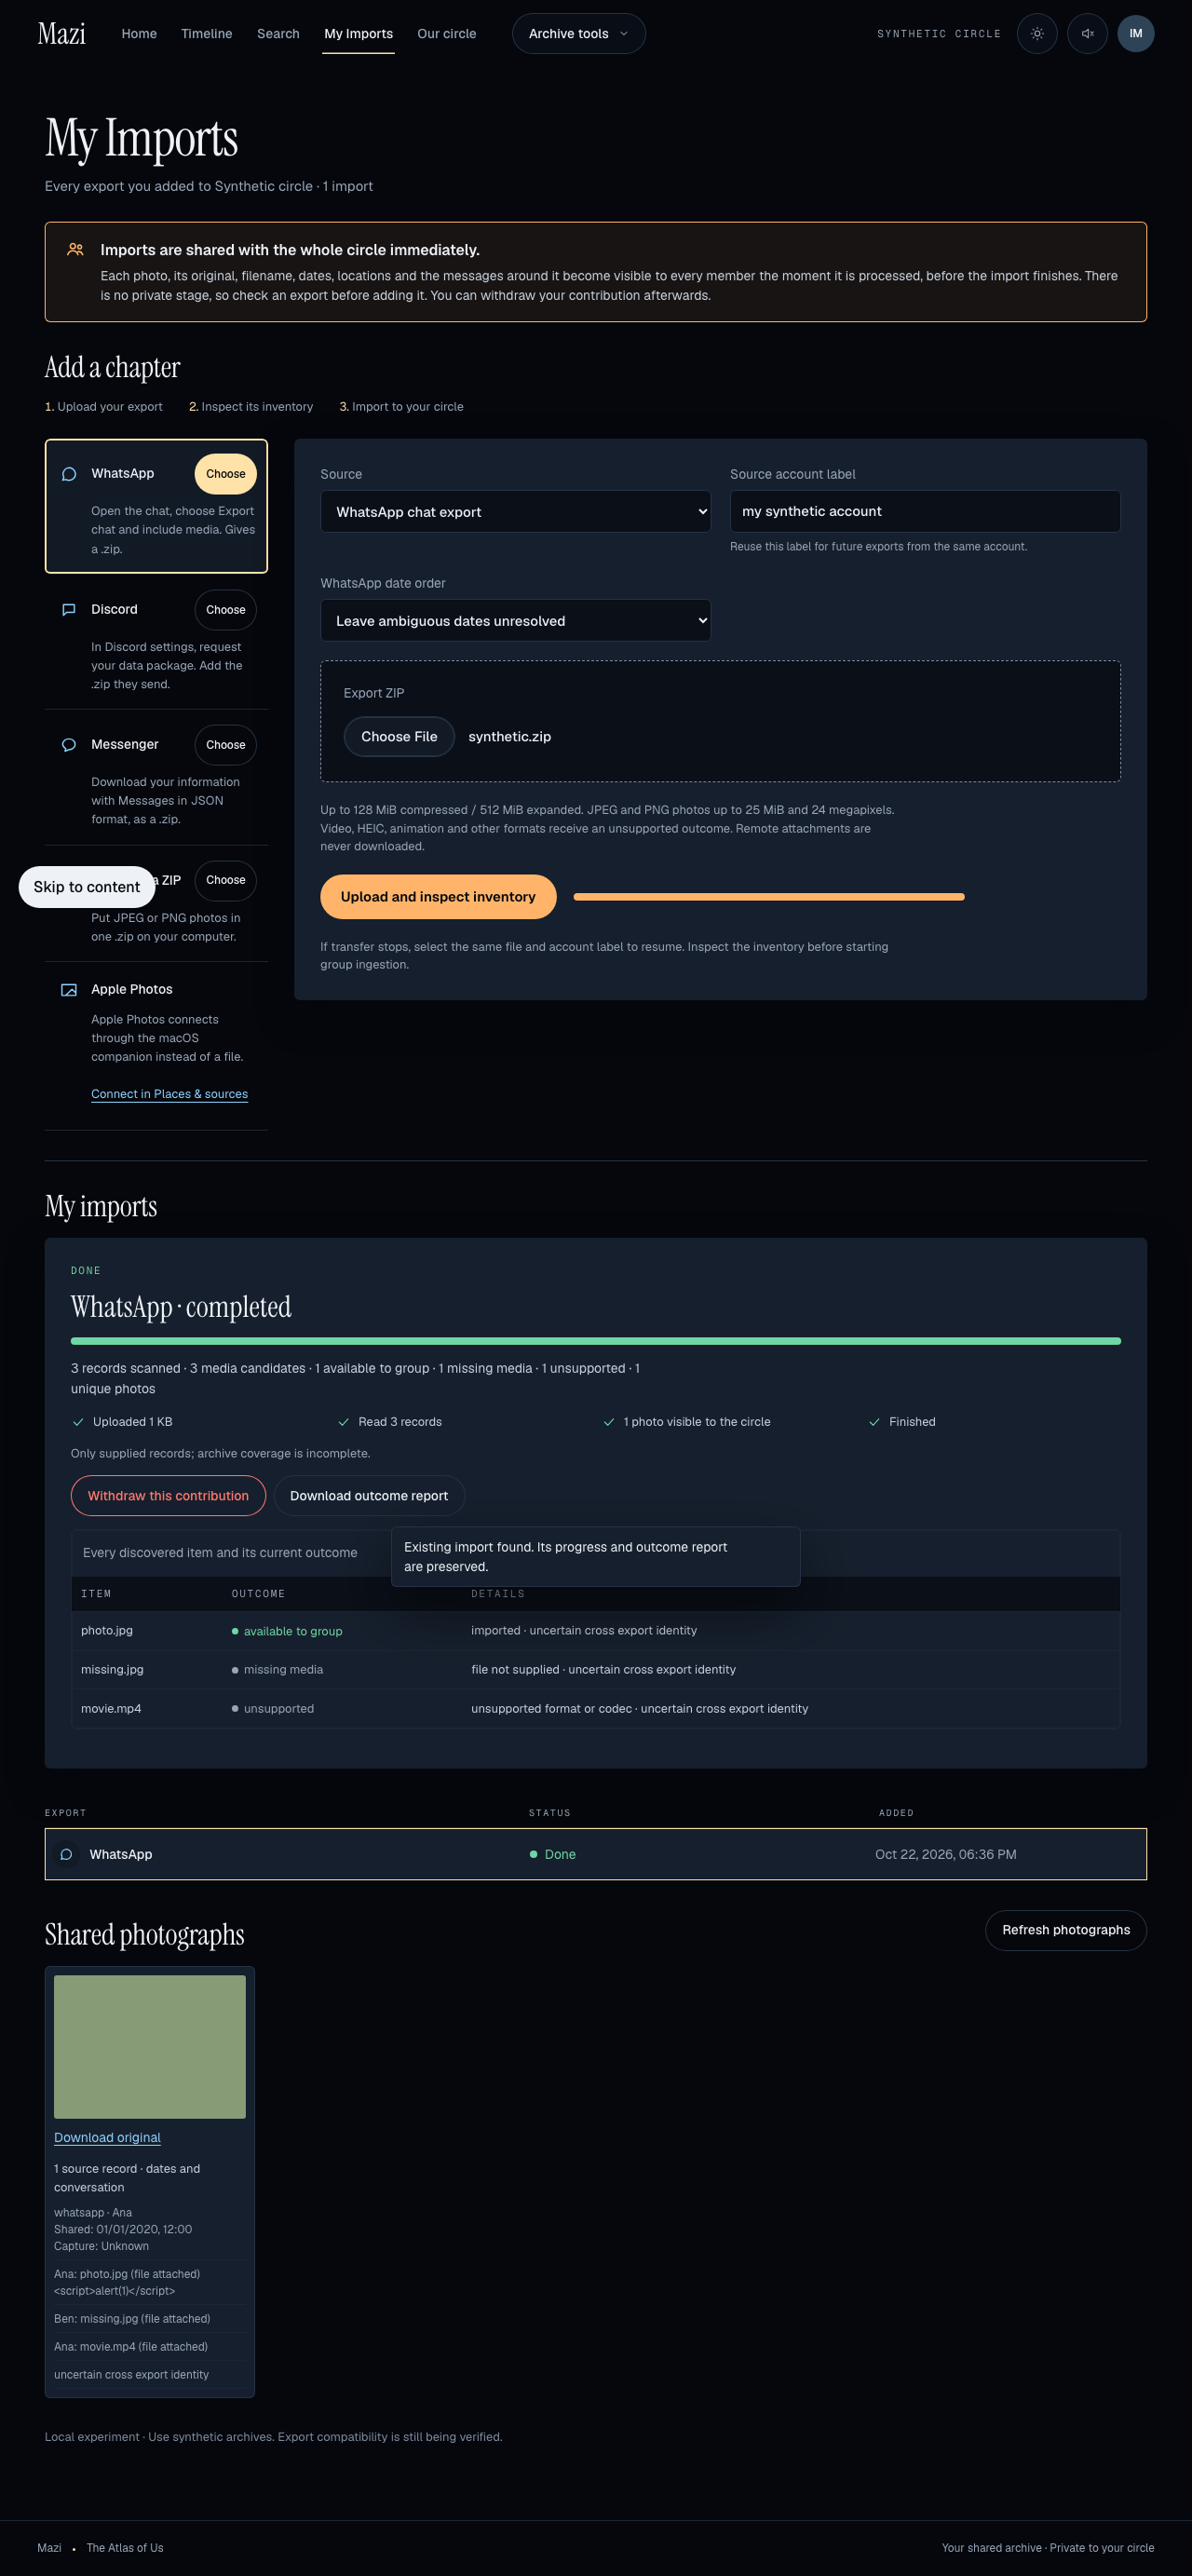 Mazi
Home
Timeline
Search
My Imports
Our circle
Archive tools
SYNTHETIC CIRCLE
IM
My Imports
Every export you added to Synthetic circle · 1 import
Imports are shared with the whole circle immediately.
Each photo, its original, filename, dates, locations and the messages around it become visible to every member the moment it is processed, before the import finishes. There
is no private stage, so check an export before adding it. You can withdraw your contribution afterwards.
Add a chapter
1. Upload your export
2. Inspect its inventory
3. Import to your circle
WhatsApp
Choose
Open the chat, choose Export
chat and include media. Gives
a .zip.
Discord
Choose
In Discord settings, request
your data package. Add the
.zip they send.
Messenger
Choose
Download your information
with Messages in JSON
format, as a .zip.
Skip to content
a ZIP
Choose
Put JPEG or PNG photos in
one .zip on your computer.
Apple Photos
Apple Photos connects
through the macOS
companion instead of a file.
Connect in Places & sources
Source
WhatsApp chat export
Source account label
my synthetic account
Reuse this label for future exports from the same account.
WhatsApp date order
Leave ambiguous dates unresolved
Export ZIP
Choose File
synthetic.zip
Up to 128 MiB compressed / 512 MiB expanded. JPEG and PNG photos up to 25 MiB and 24 megapixels.
Video, HEIC, animation and other formats receive an unsupported outcome. Remote attachments are
never downloaded.
Upload and inspect inventory
If transfer stops, select the same file and account label to resume. Inspect the inventory before starting
group ingestion.
My imports
DONE
WhatsApp · completed
3 records scanned · 3 media candidates · 1 available to group · 1 missing media · 1 unsupported · 1
unique photos
Uploaded 1 KB
Read 3 records
1 photo visible to the circle
Finished
Only supplied records; archive coverage is incomplete.
Withdraw this contribution
Download outcome report
Every discovered item and its current outcome
Existing import found. Its progress and outcome report
are preserved.
ITEM
OUTCOME
DETAILS
photo.jpg
available to group
imported · uncertain cross export identity
missing.jpg
missing media
file not supplied · uncertain cross export identity
movie.mp4
unsupported
unsupported format or codec · uncertain cross export identity
EXPORT
STATUS
ADDED
WhatsApp
Done
Oct 22, 2026, 06:36 PM
Shared photographs
Refresh photographs
Download original
1 source record · dates and
conversation
whatsapp · Ana
Shared: 01/01/2020, 12:00
Capture: Unknown
Ana: photo.jpg (file attached)
&lt;script&gt;alert(1)&lt;/script&gt;
Ben: missing.jpg (file attached)
Ana: movie.mp4 (file attached)
uncertain cross export identity
Local experiment · Use synthetic archives. Export compatibility is still being verified.
Mazi
•
The Atlas of Us
Your shared archive · Private to your circle